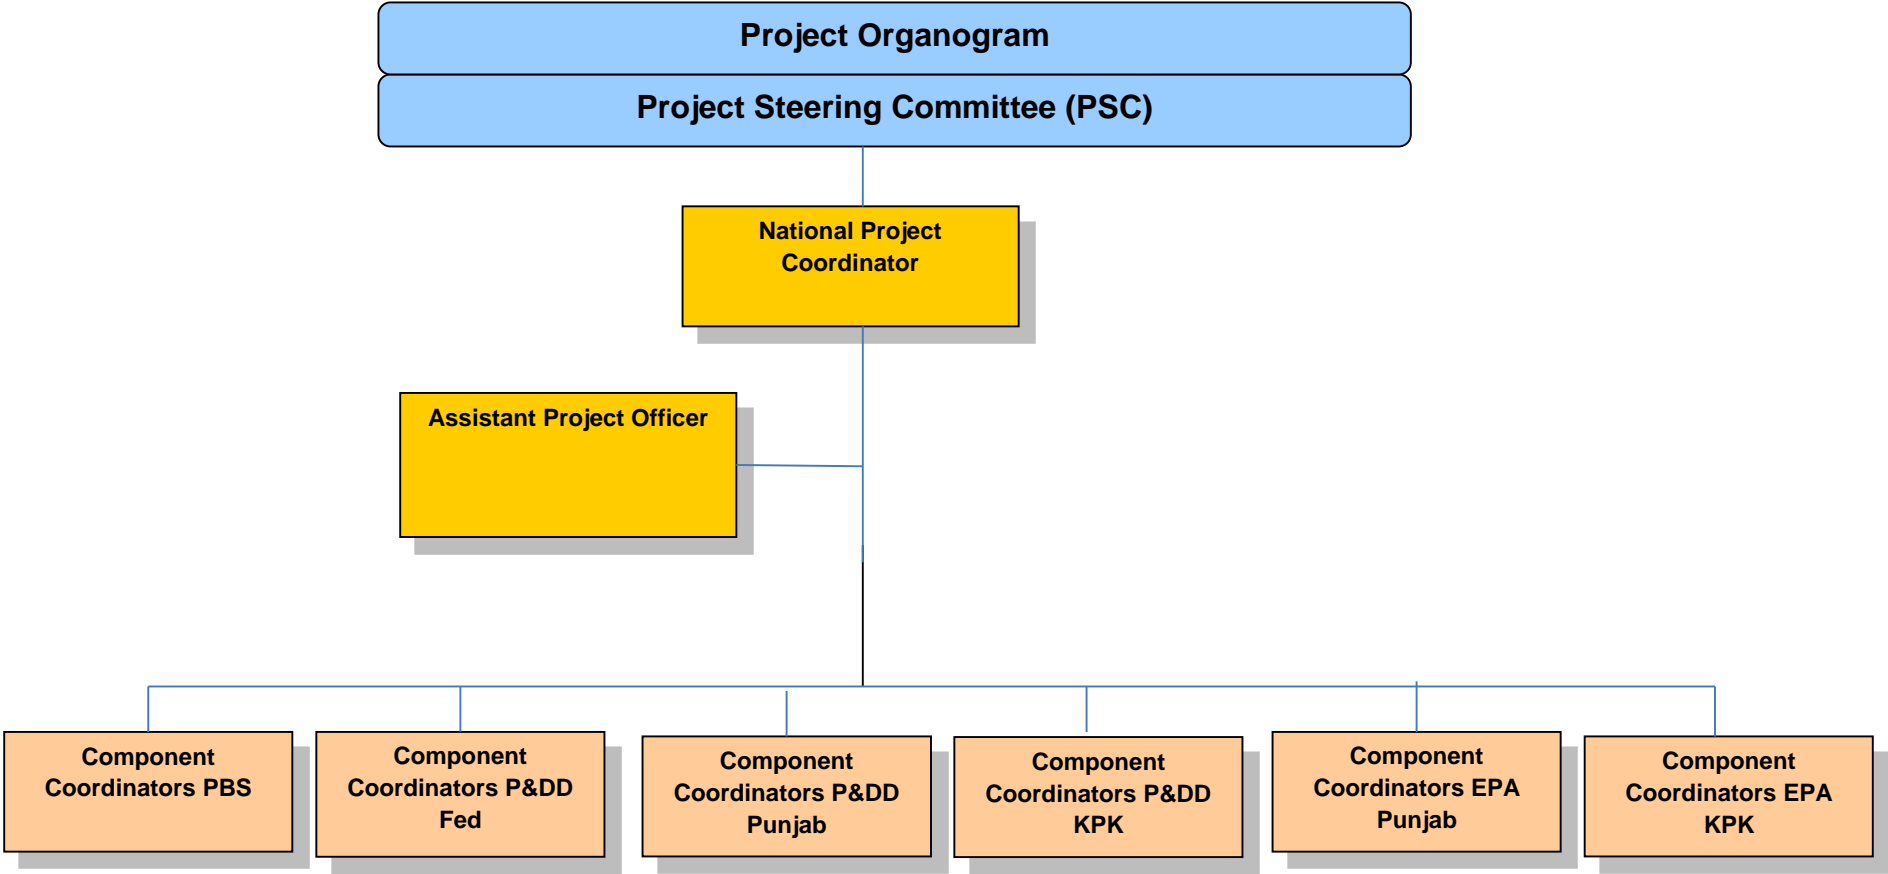 Project Organogram
Project Steering Committee (PSC)
National Project
Coordinator
Assistant Project Officer
Component
Coordinators PBS
Component
Coordinators P&DD
Fed
Component
Coordinators P&DD
Punjab
Component
Coordinators P&DD
KPK
Component
Coordinators EPA
Punjab
Component
Coordinators EPA
KPK